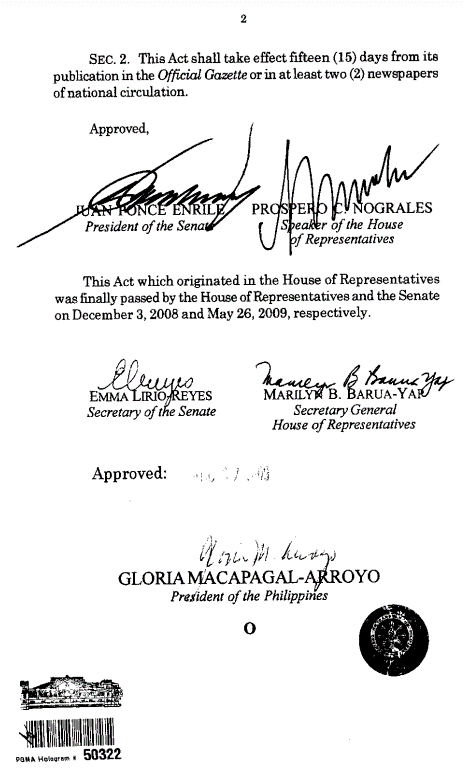 2
SEC. 2. This Act shall take effect fifteen (15) days from its
publication in the Official Gazette or in at least two (2) newspapers
of national circulation.
Approved,
JUAN PONCE ENRILE PROSPERO C. NOGRALES
President of the Senate Speaker of the House
of Representatives
This Act which originated in the House of Representatives
was finally passed by the House of Representatives and the Senate
on December 3, 2008 and May 26, 2009, respectively.
EMMA LIRIO-REYES MARILYN B. BARUA-YAP
Secretary of the Senate Secretary General
House of Representatives
Approved:
GLORIA MACAPAGAL-ARROYO
President of the Philippines
O
PGMA Hologram # 50322